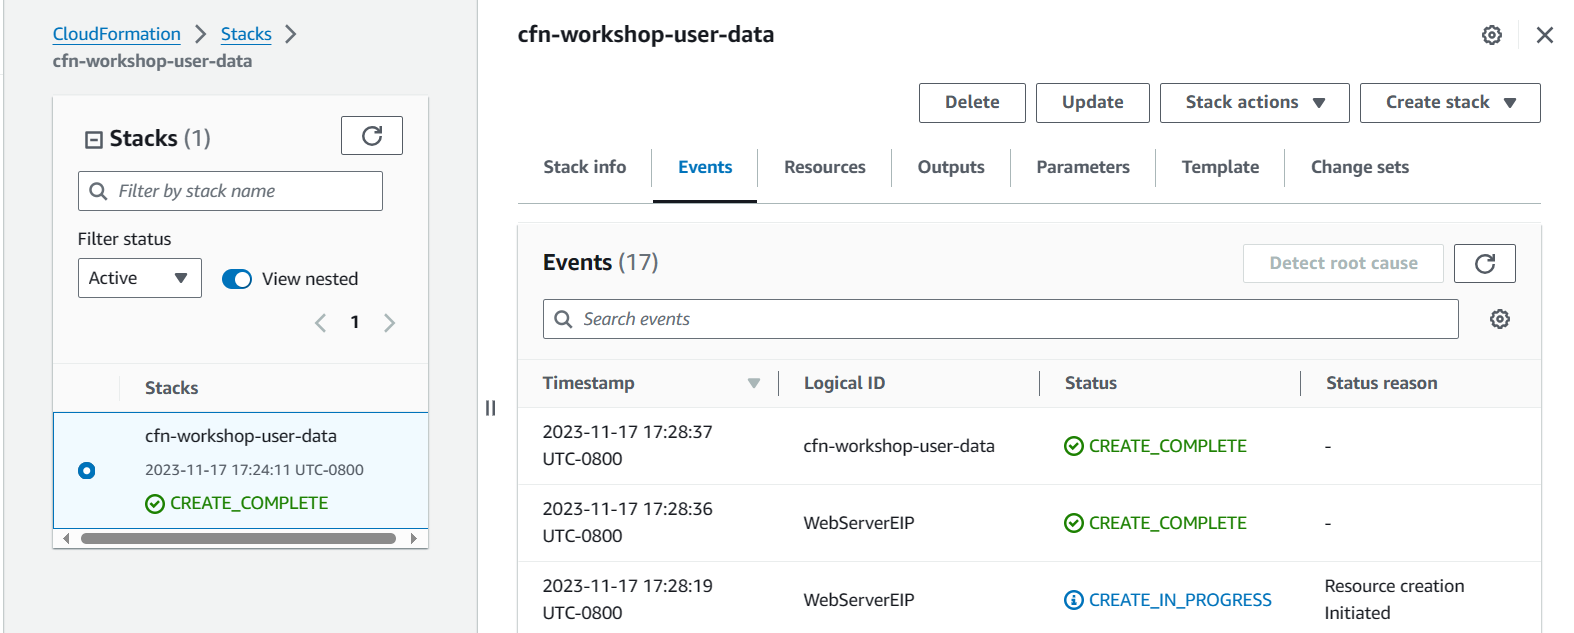 CloudFormation
Stacks
cfn-workshop-user-data
Stacks (1)
Filter by stack name
Filter status
Active
View nested
1
Stacks
cfn-workshop-user-data
2023-11-17 17:24:11 UTC-0800
CREATE_COMPLETE
cfn-workshop-user-data
Delete
Update
Stack actions
Create stack
Stack info
Events
Resources
Outputs
Parameters
Template
Change sets
Events (17)
Detect root cause
Search events
Timestamp
Logical ID
Status
Status reason
2023-11-17 17:28:37
UTC-0800
cfn-workshop-user-data
CREATE_COMPLETE
-
2023-11-17 17:28:36
UTC-0800
WebServerEIP
CREATE_COMPLETE
-
2023-11-17 17:28:19
UTC-0800
WebServerEIP
CREATE_IN_PROGRESS
Resource creation
Initiated